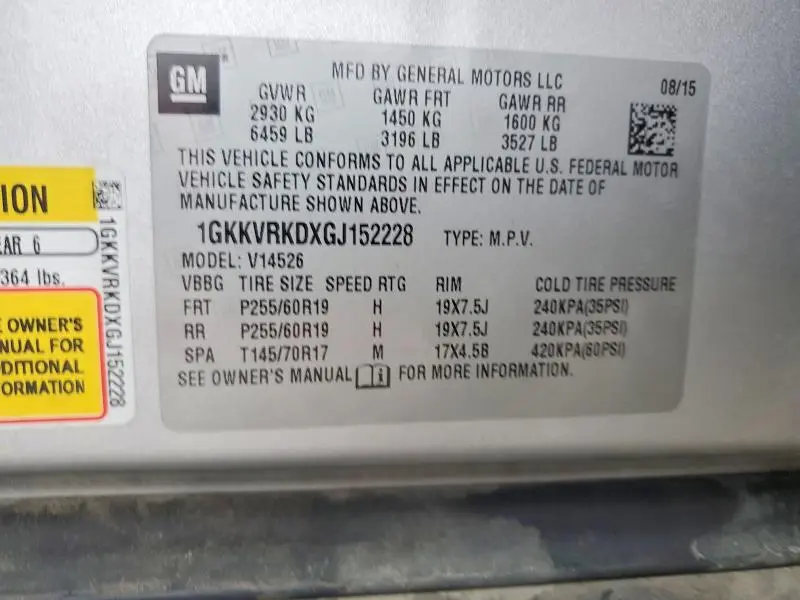 GM
MFD BY GENERAL MOTORS LLC
08/15
GVWR GAWR FRT GAWR RR
2930 KG 1450 KG 1600 KG
6459 LB 3196 LB 3527 LB
THIS VEHICLE CONFORMS TO ALL APPLICABLE U.S. FEDERAL MOTOR
VEHICLE SAFETY STANDARDS IN EFFECT ON THE DATE OF
MANUFACTURE SHOWN ABOVE.
1GKKVRKDXGJ152228 TYPE: M.P.V.
MODEL: V14526
VBBG TIRE SIZE SPEED RTG RIM COLD TIRE PRESSURE
FRT P255/60R19 H 19X7.5J 240KPA(35PSI)
RR P255/60R19 H 19X7.5J 240KPA(35PSI)
SPA T145/70R17 M 17X4.5B 420KPA(60PSI)
SEE OWNER'S MANUAL FOR MORE INFORMATION.
ION
EAR 6
364 lbs.
E OWNER'S
NUAL FOR
DDITIONAL
ORMATION
1GKKVRKDXGJ152228